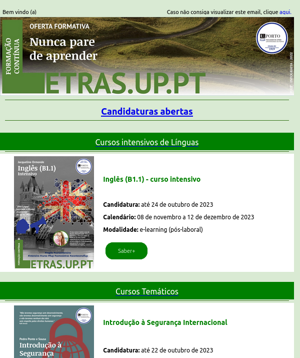 Bem vindo (a)
Caso não consiga visualizar este email, clique aqui.
FORMAÇÃO
CONTÍNUA
OFERTA FORMATIVA
Nunca pare
de aprender
PORTO
LETRAS.UP.PT
Candidaturas abertas
Cursos intensivos de Línguas
Inglês (B1.1)
LETRAS.UP.PT
Inglês (B1.1) - curso intensivo
Candidatura: até 24 de outubro de 2023
Calendário: 08 de novembro a 12 de dezembro de 2023
Modalidade: e-learning (pós-laboral)
Saber+
Cursos Temáticos
Introdução à
Segurança
Introdução à Segurança Internacional
Candidatura: até 22 de outubro de 2023